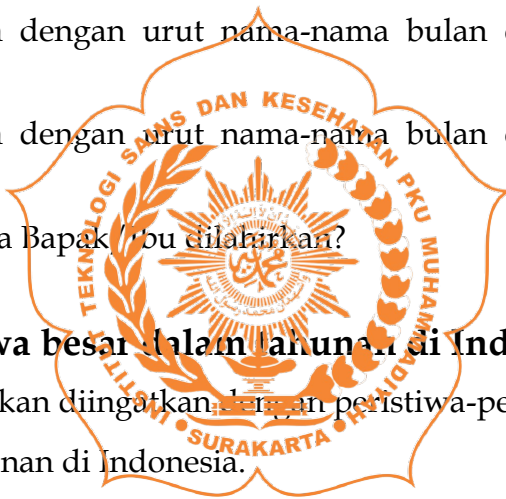 dengan urut nama-nama bulan
dengan urut nama-nama bulan
a Bapak/Ibu dilahirkan?
wa besar dalam tahunan di Ind
kan diingatkan dengan peristiwa-pe
nan di Indonesia.
INSTITUT TEKNOLOGI SAINS DAN KESEHATAN PKU MUHAMMADIYAH
SURAKARTA